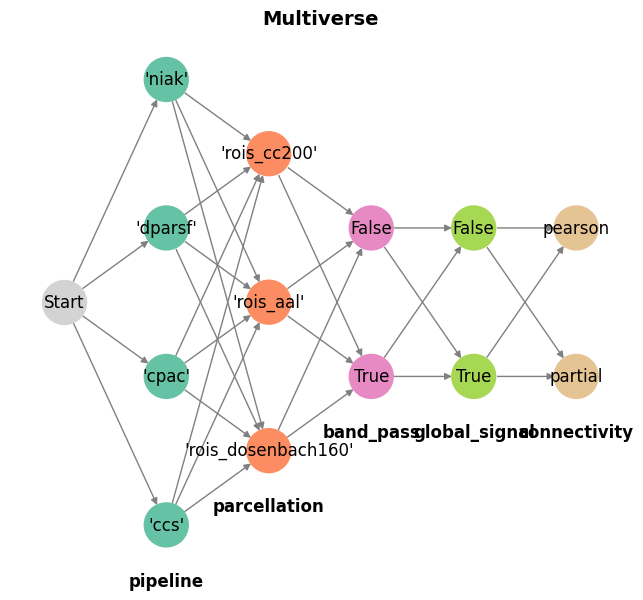 Multiverse
Start
'niak'
'dparsf'
'cpac'
'ccs'
pipeline
'rois_cc200'
'rois_aal'
'rois_dosenbach160'
parcellation
False
True
band_pass
False
True
global_signal
pearson
partial
connectivity